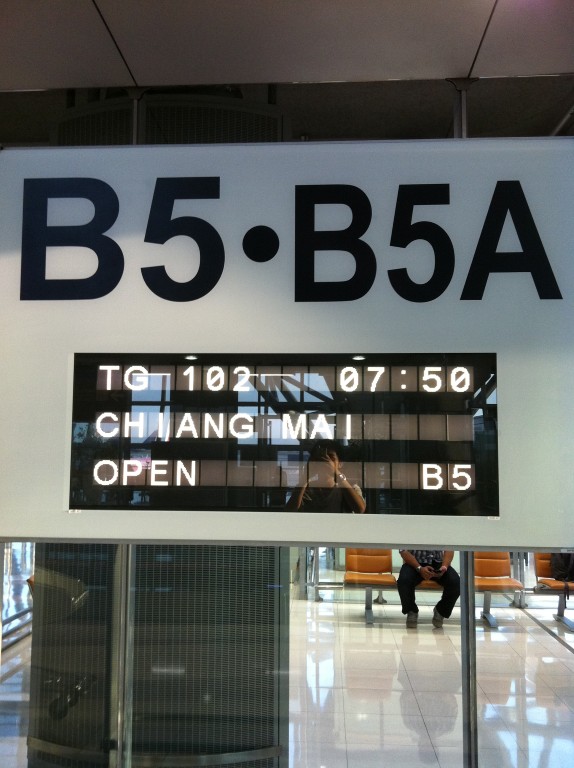 B5•B5A
TG 102 07:50
CHIANG MAI
OPEN B5